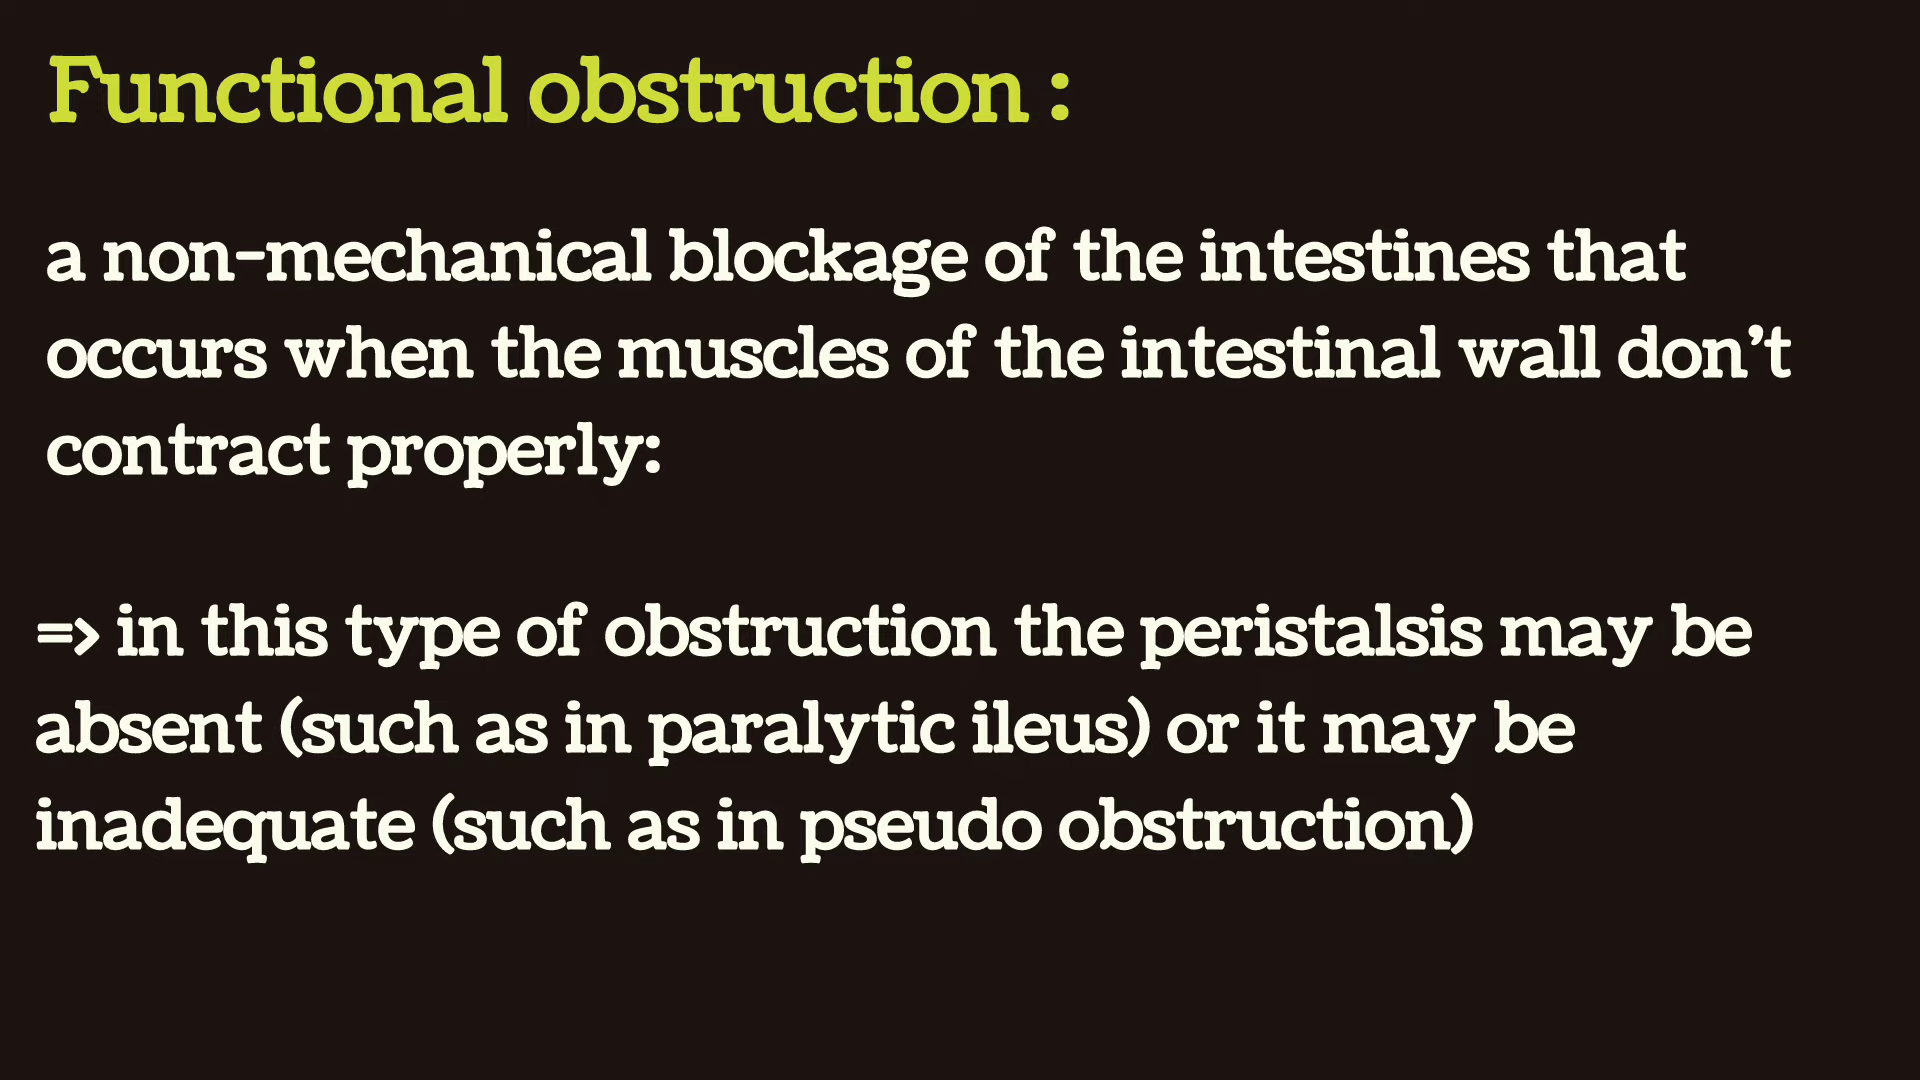 Functional obstruction :
a non-mechanical blockage of the intestines that
occurs when the muscles of the intestinal wall don’t
contract properly:
=> in this type of obstruction the peristalsis may be
absent (such as in paralytic ileus) or it may be
inadequate (such as in pseudo obstruction)